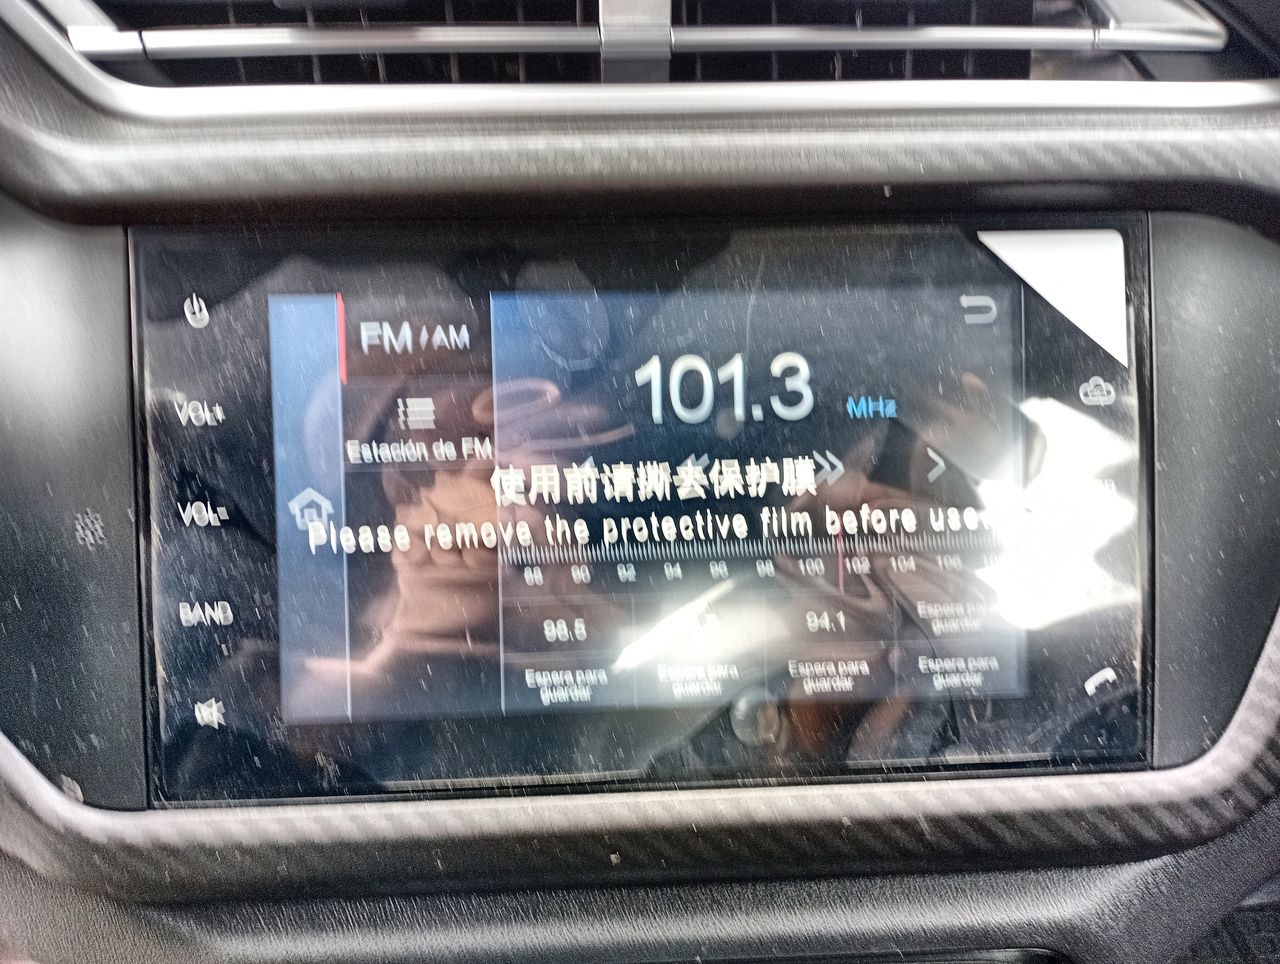 FM / AM
101.3 MHz
VOL+
Estación de FM
使用前请撕去保护膜
VOL-
Please remove the protective film before use.
88 90 92 94 96 98 100 102 104 106
BAND
98.5
94.1
Espera para
guardar
Espera para
guardar
Espera para
guardar
Espera para
guardar
Espera para
guardar